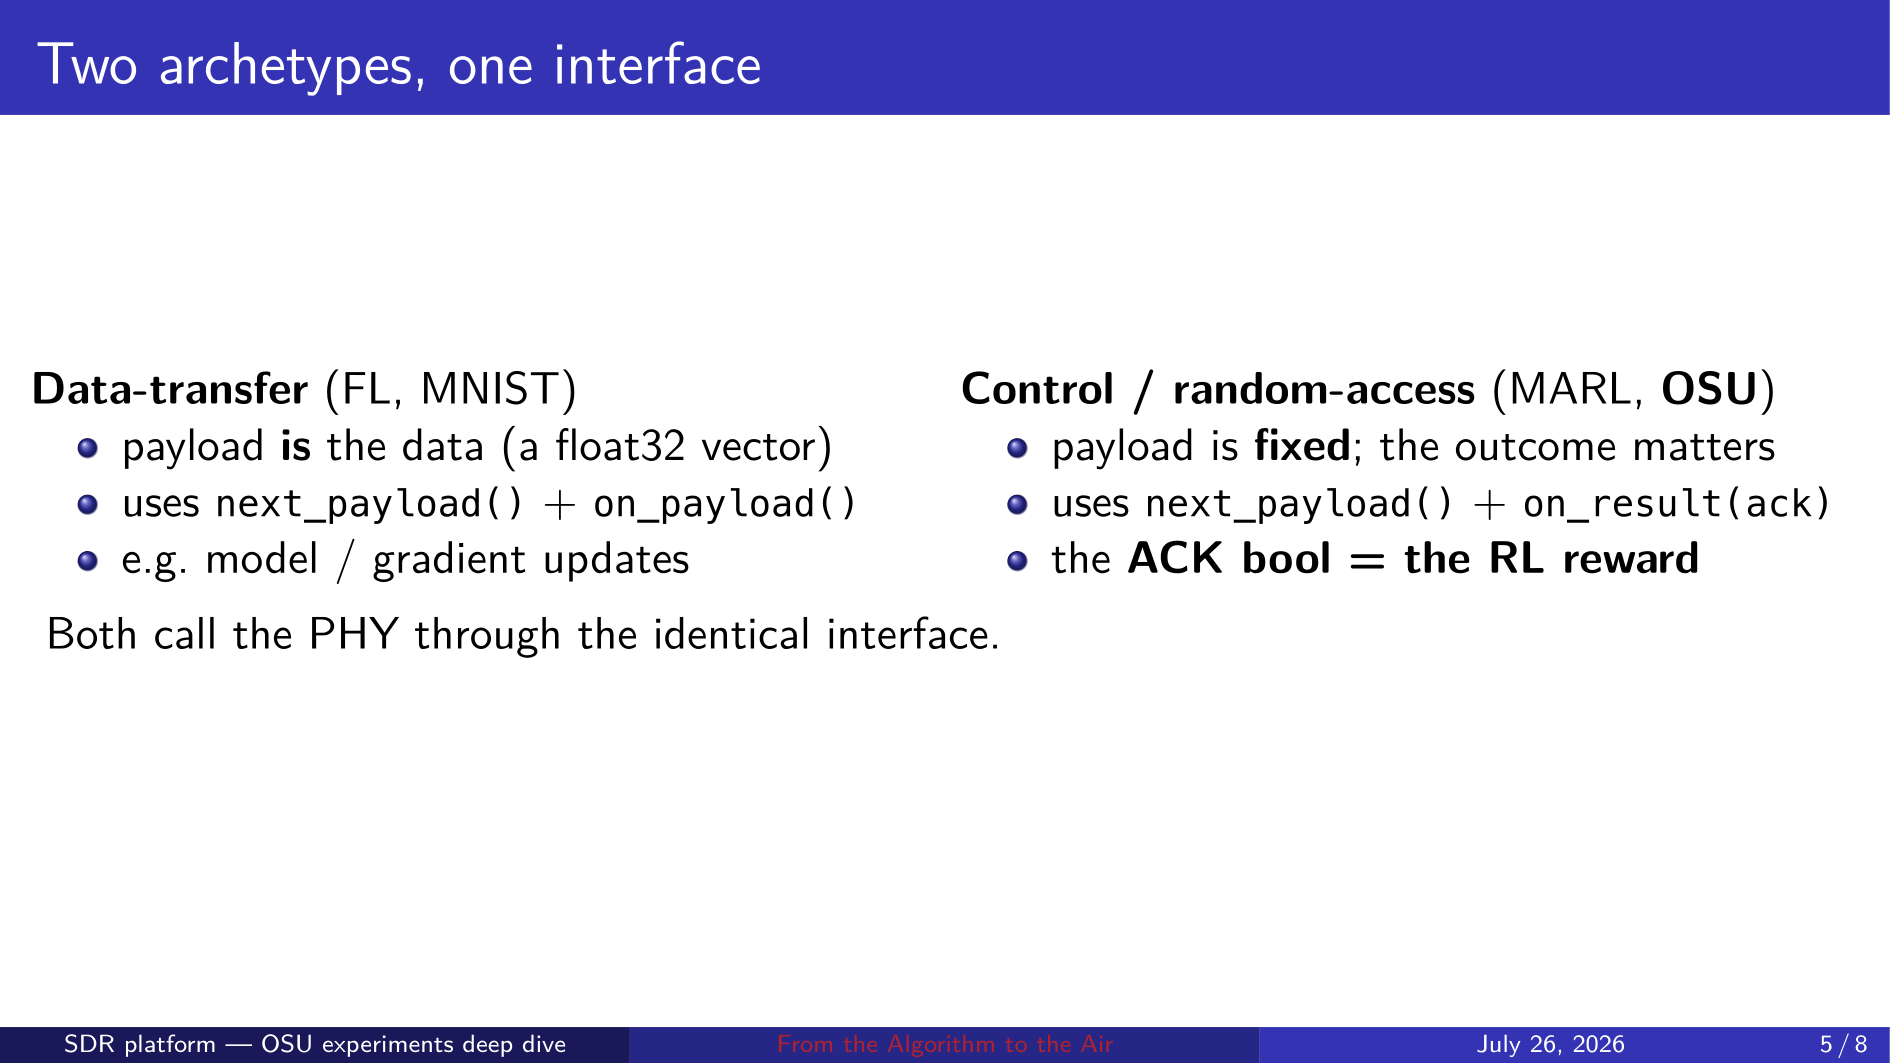 Two archetypes, one interface
Data-transfer (FL, MNIST)
payload is the data (a float32 vector)
uses next_payload() + on_payload()
e.g. model / gradient updates
Control / random-access (MARL, OSU)
payload is fixed; the outcome matters
uses next_payload() + on_result(ack)
the ACK bool = the RL reward
Both call the PHY through the identical interface.
SDR platform — OSU experiments deep dive
From the Algorithm to the Air
July 26, 2026
5 / 8